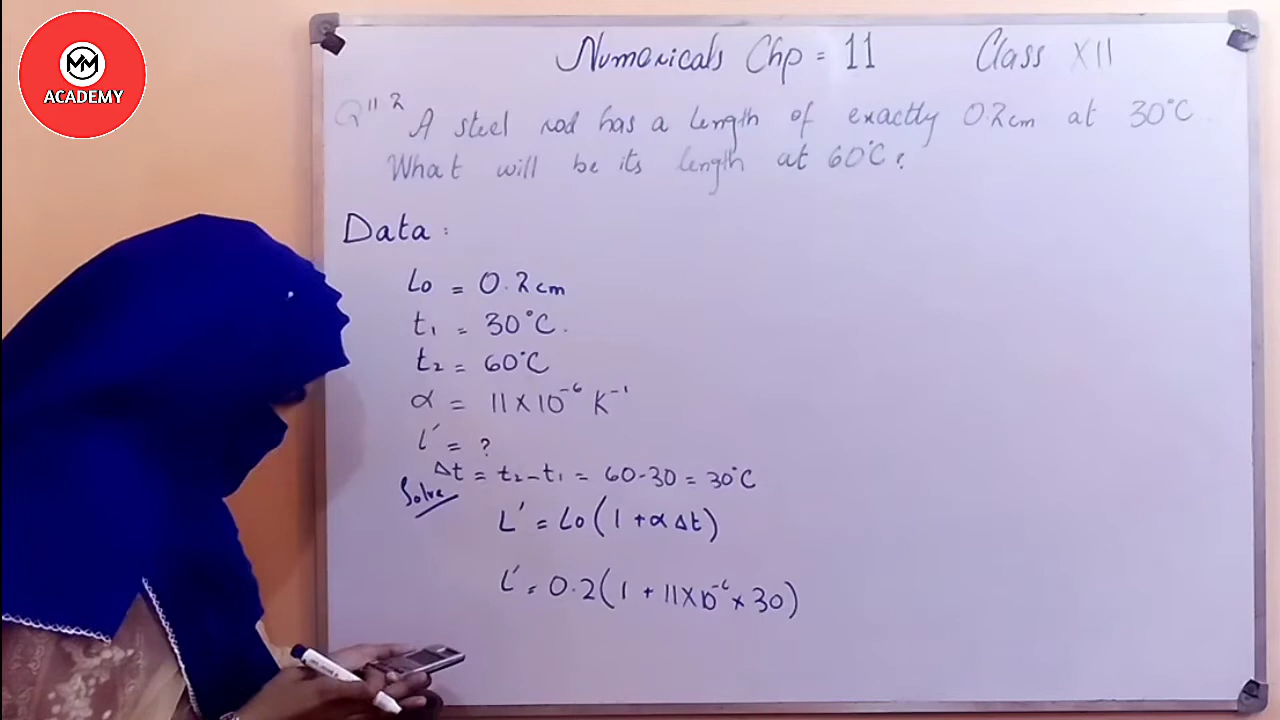 MM
ACADEMY
Numericals Chp = 11 Class XII
Q" 2 A steel rod has a length of exactly 0.2cm at 30°C
What will be its length at 60°C?
Data:
Lo = 0.2cm
t₁ = 30°C.
t₂ = 60°C
α = 11×10⁻⁶ K⁻¹
L′ = ?
Δt = t₂-t₁ = 60-30 = 30°C
Solve
L′ = Lo(1+αΔt)
L′ = 0.2(1+11×10⁻⁶×30)